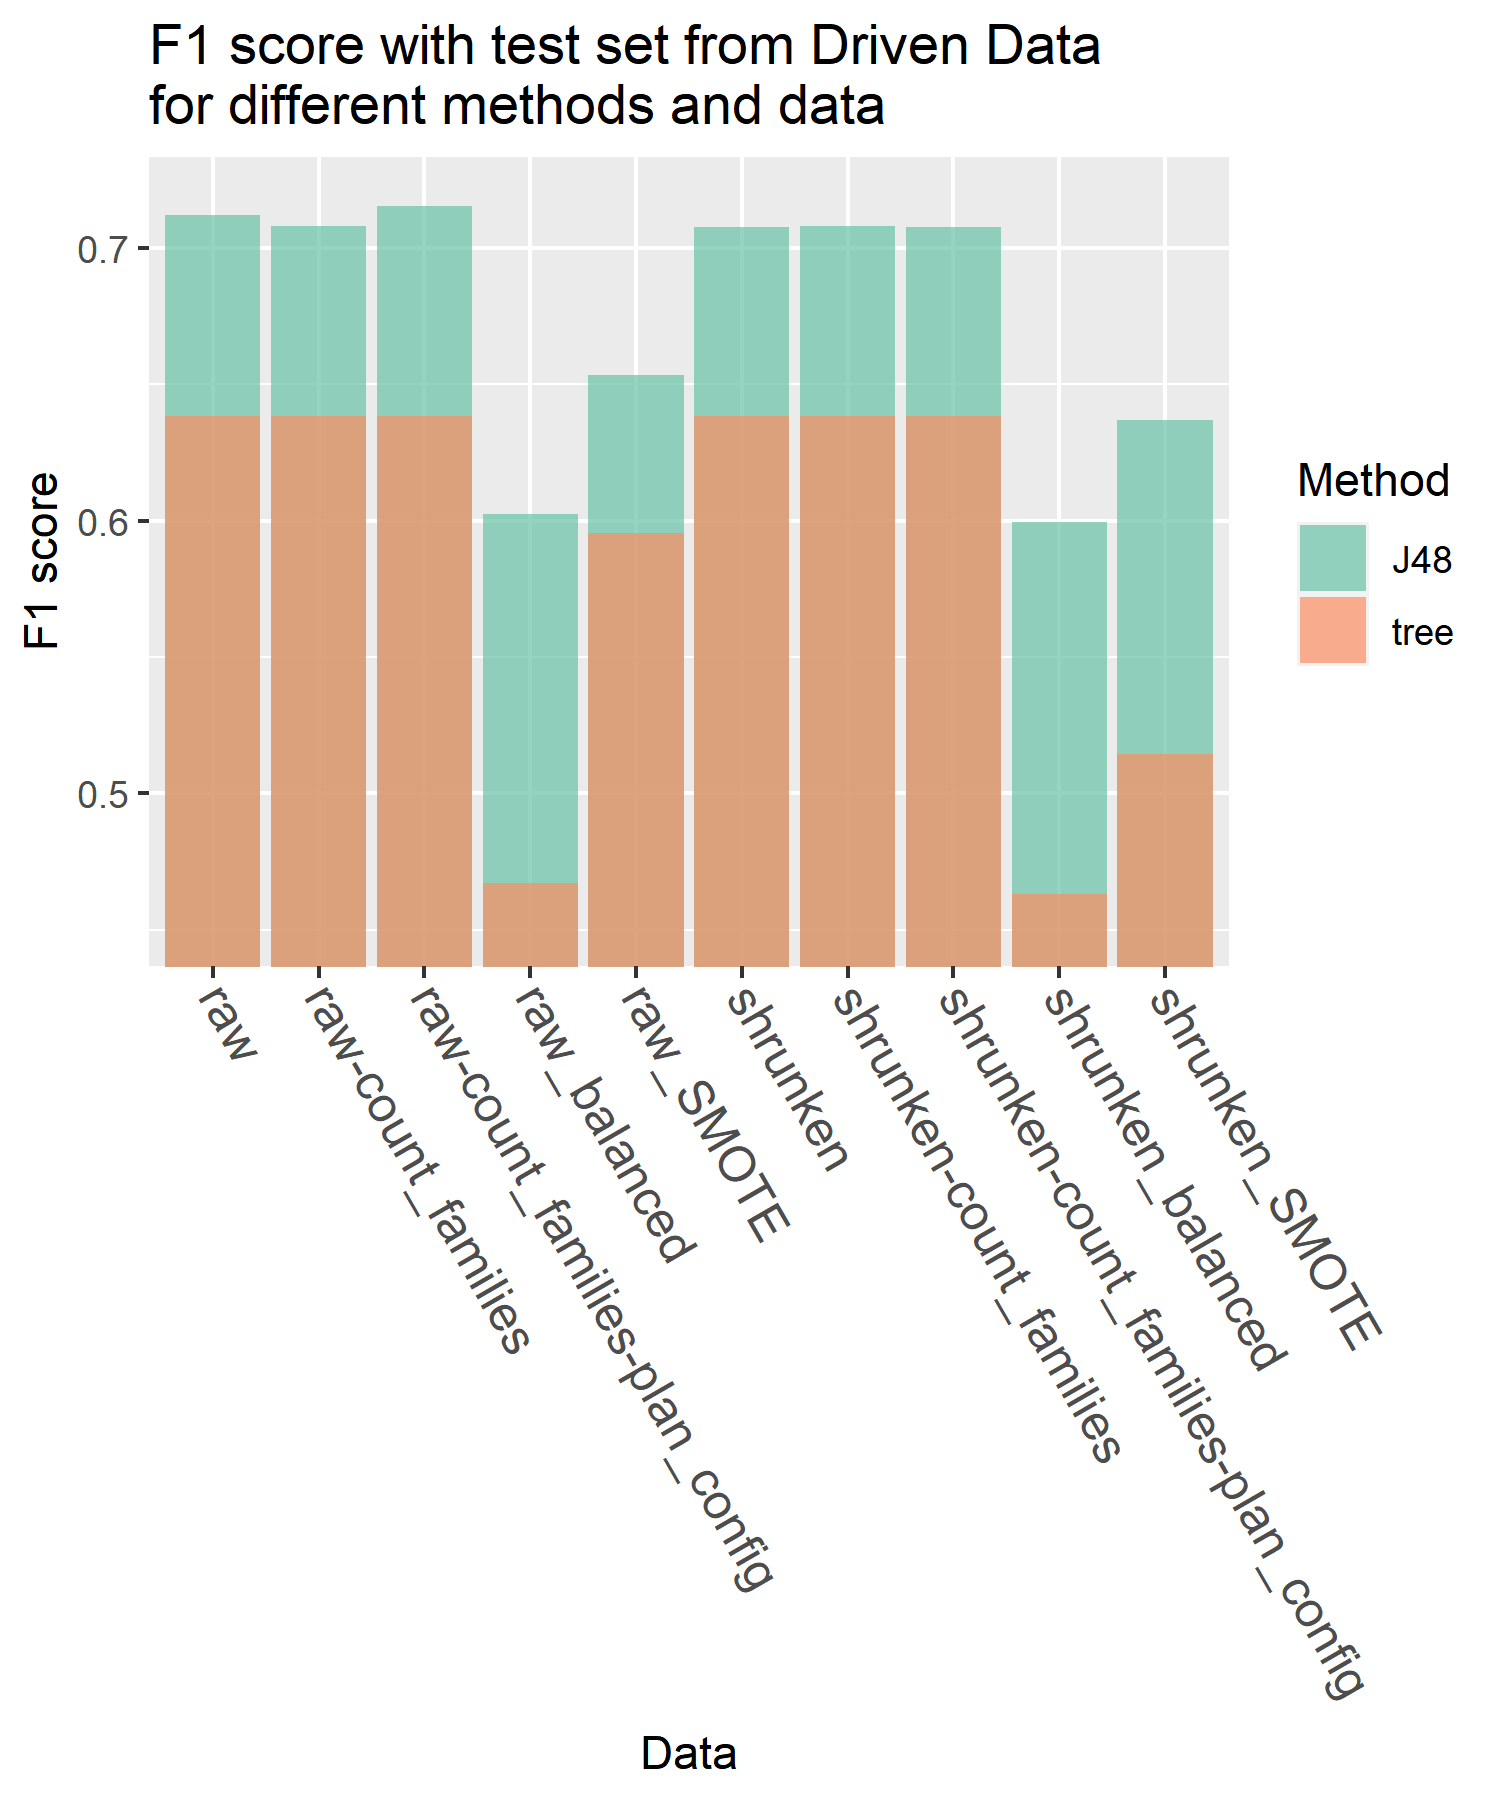 F1 score with test set from Driven Data
for different methods and data
F1 score
0.7
0.6
0.5
raw
raw-count_families
raw-count_families-plan_config
raw_balanced
raw_SMOTE
shrunken
shrunken-count_families
shrunken-count_families-plan_config
shrunken_balanced
shrunken_SMOTE
Data
Method
J48
tree